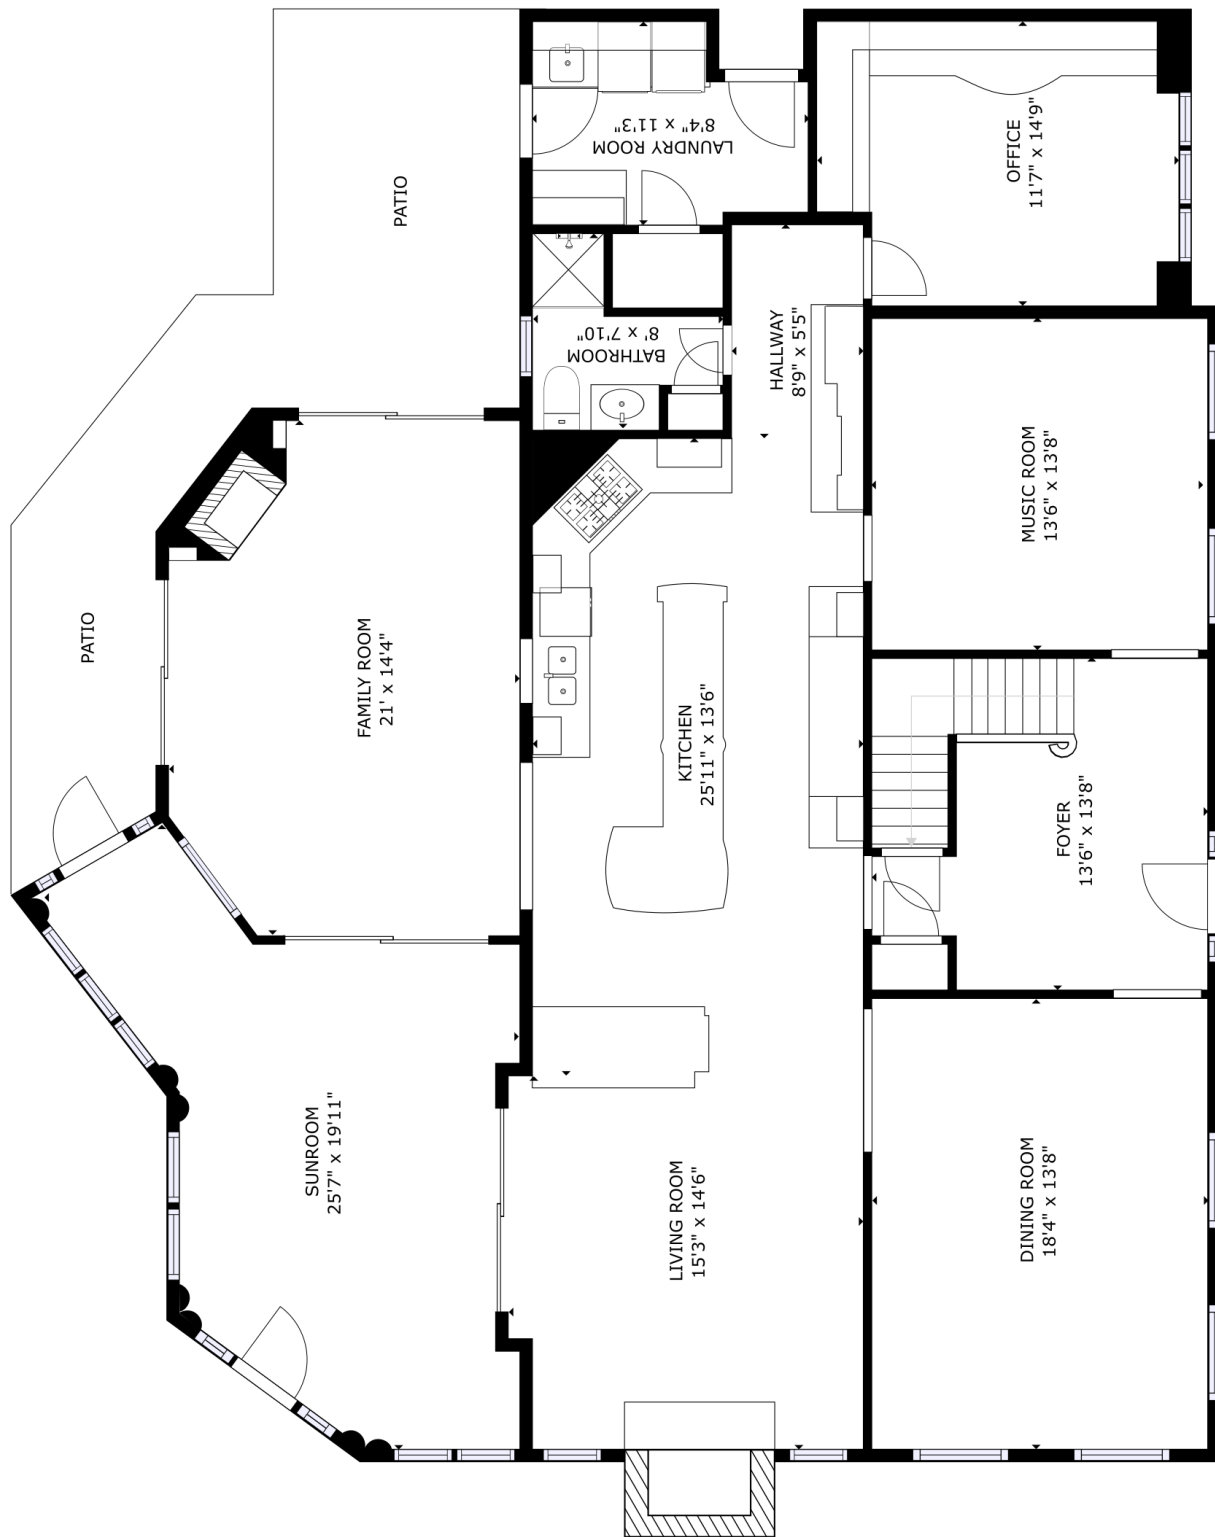 LAUNDRY ROOM
8'4" x 11'3"
OFFICE
11'7" x 14'9"
PATIO
BATHROOM
8' x 7'10"
HALLWAY
8'9" x 5'5"
MUSIC ROOM
13'6" x 13'8"
PATIO
FAMILY ROOM
21' x 14'4"
KITCHEN
25'11" x 13'6"
FOYER
13'6" x 13'8"
SUNROOM
25'7" x 19'11"
LIVING ROOM
15'3" x 14'6"
DINING ROOM
18'4" x 13'8"